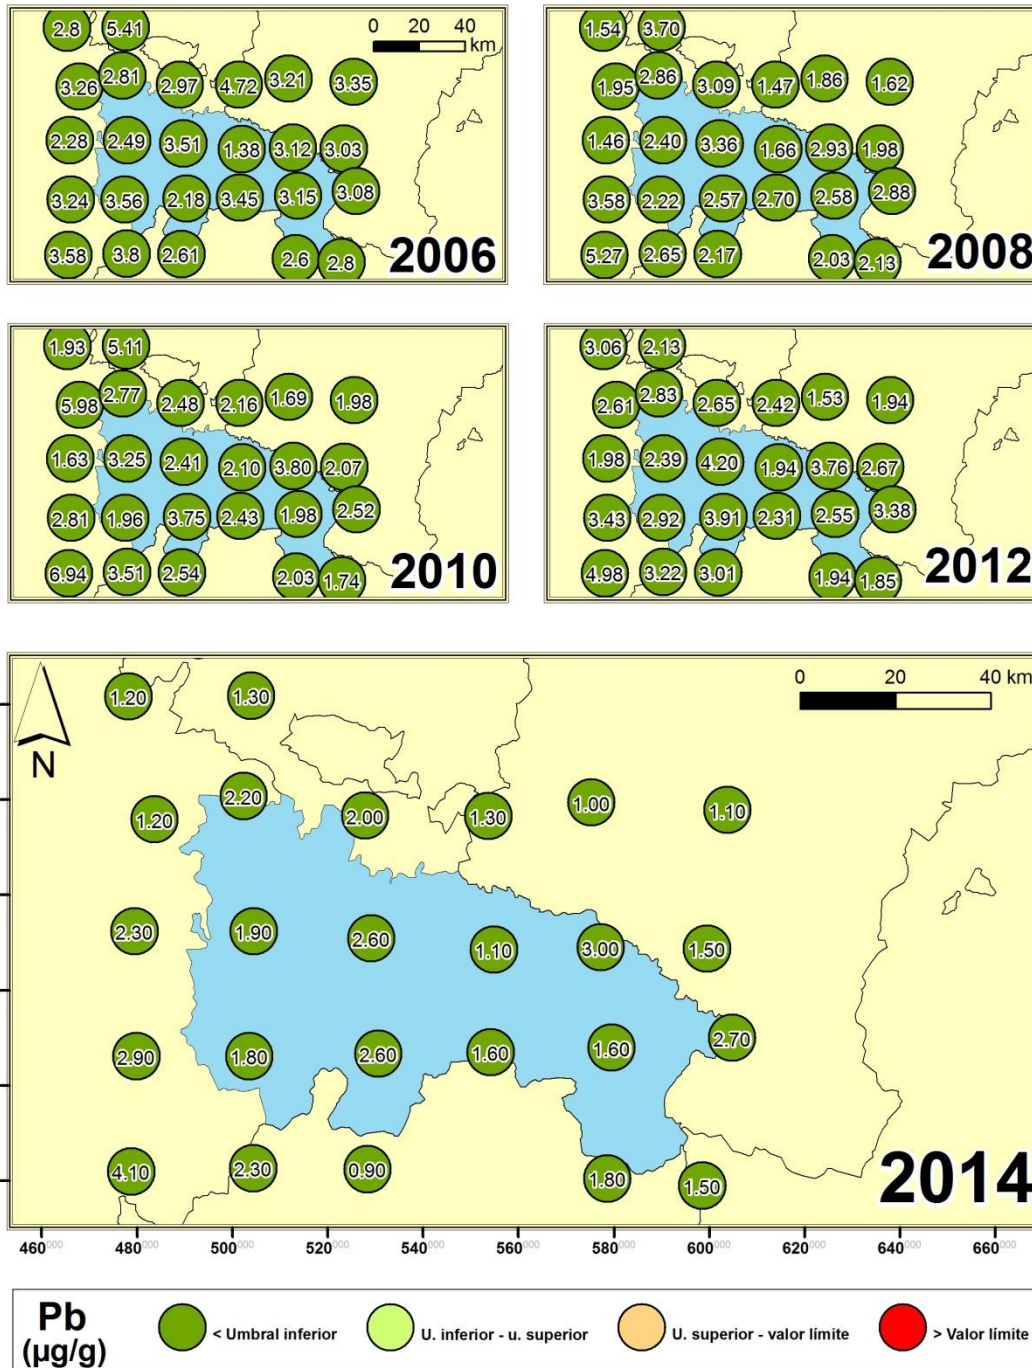 2.8 5.41 0 20 40
km
3.26 2.81 2.97 4.72 3.21 3.35
2.28 2.49 3.51 1.38 3.12 3.03
3.24 3.56 2.18 3.45 3.15 3.08
3.58 3.8 2.61 2.6 2.8
2006
1.54 3.70
1.95 2.86 3.09 1.47 1.86 1.62
1.46 2.40 3.36 1.66 2.93 1.98
3.58 2.22 2.57 2.70 2.58 2.88
5.27 2.65 2.17 2.03 2.13
2008
1.93 5.11
5.98 2.77 2.48 2.16 1.69 1.98
1.63 3.25 2.41 2.10 3.80 2.07
2.81 1.96 3.75 2.43 1.98 2.52
6.94 3.51 2.54 2.03 1.74
2010
3.06 2.13
2.61 2.83 2.65 2.42 1.53 1.94
1.98 2.39 4.20 1.94 3.76 2.67
3.43 2.92 3.91 2.31 2.55 3.38
4.98 3.22 3.01 1.94 1.85
2012
0 20 40 km
N
1.20 1.30
1.20 2.20 2.00 1.30 1.00 1.10
2.30 1.90 2.60 1.10 3.00 1.50
2.90 1.80 2.60 1.60 1.60 2.70
4.10 2.30 0.90 1.80 1.50
2014
460000 480000 500000 520000 540000 560000 580000 600000 620000 640000 660000
Pb
(µg/g)
< Umbral inferior
U. inferior - u. superior
U. superior - valor límite
> Valor límite